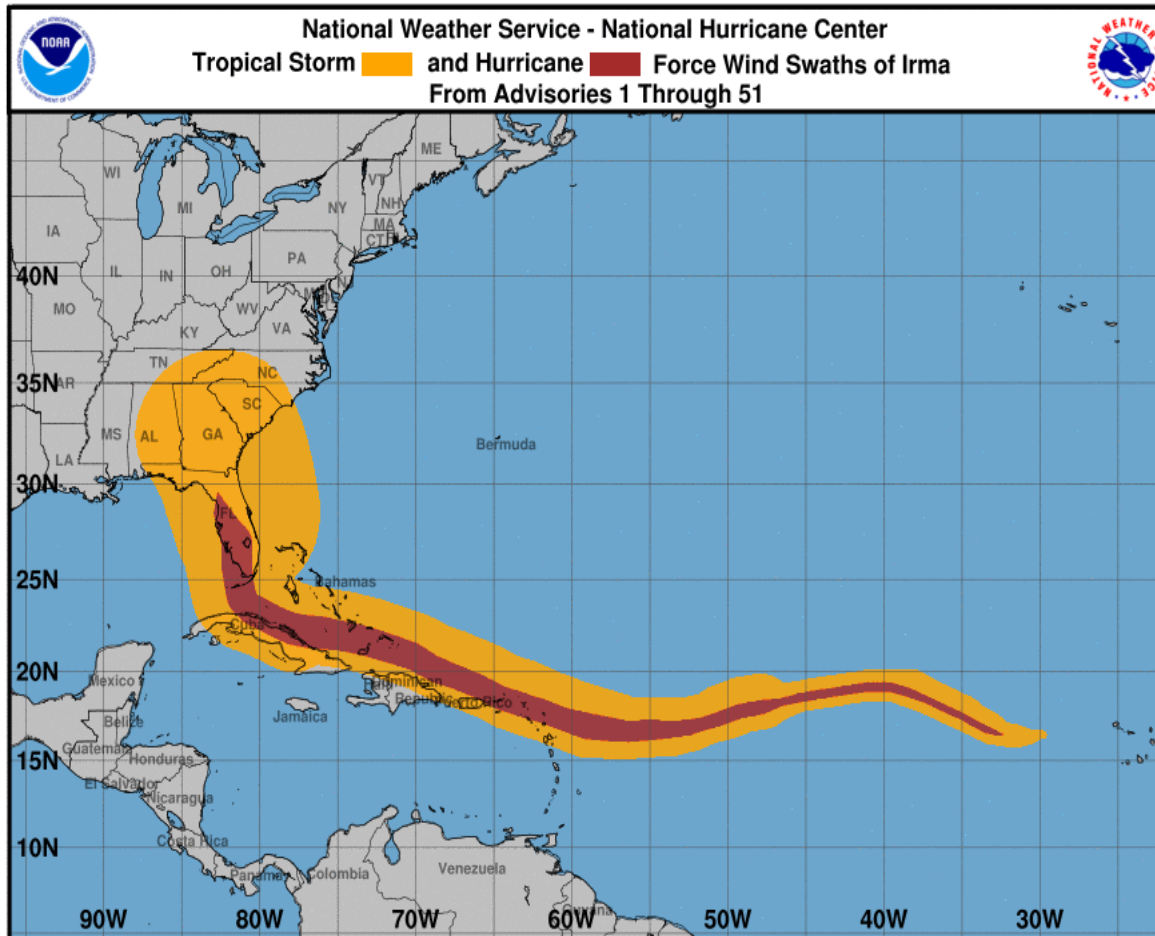 National Weather Service - National Hurricane Center
Tropical Storm and Hurricane Force Wind Swaths of Irma
From Advisories 1 Through 51
NOAA
ME
WI
VT
NH
MI
NY
MA
CT
IA
PA
IL
IN
OH
40N
MO
WV
VA
KY
TN
NC
35N
AR
SC
MS
AL
GA
Bermuda
LA
30N
FL
25N
Bahamas
Cuba
20N
Mexico
Dominican
Republic
Puerto Rico
Jamaica
Belize
Guatemala
15N
Honduras
El Salvador
Nicaragua
10N
Costa Rica
Panama
Colombia
Venezuela
Guyana
90W
80W
70W
60W
50W
40W
30W